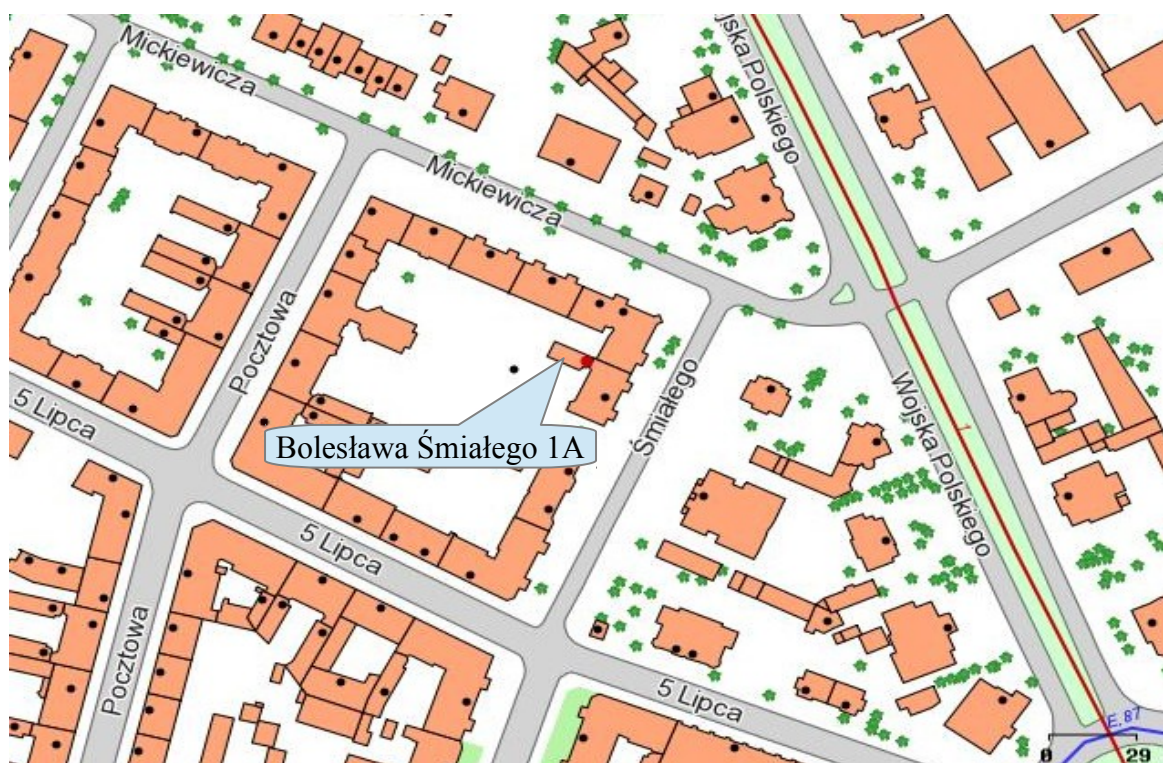 Mickiewicza
Wojska Polskiego
Mickiewicza
Pocztowa
5 Lipca
Bolesława Śmiałego 1A
Śmiałego
1
Wojska Polskiego
5 Lipca
Pocztowa
5 Lipca
E, 87
0 29